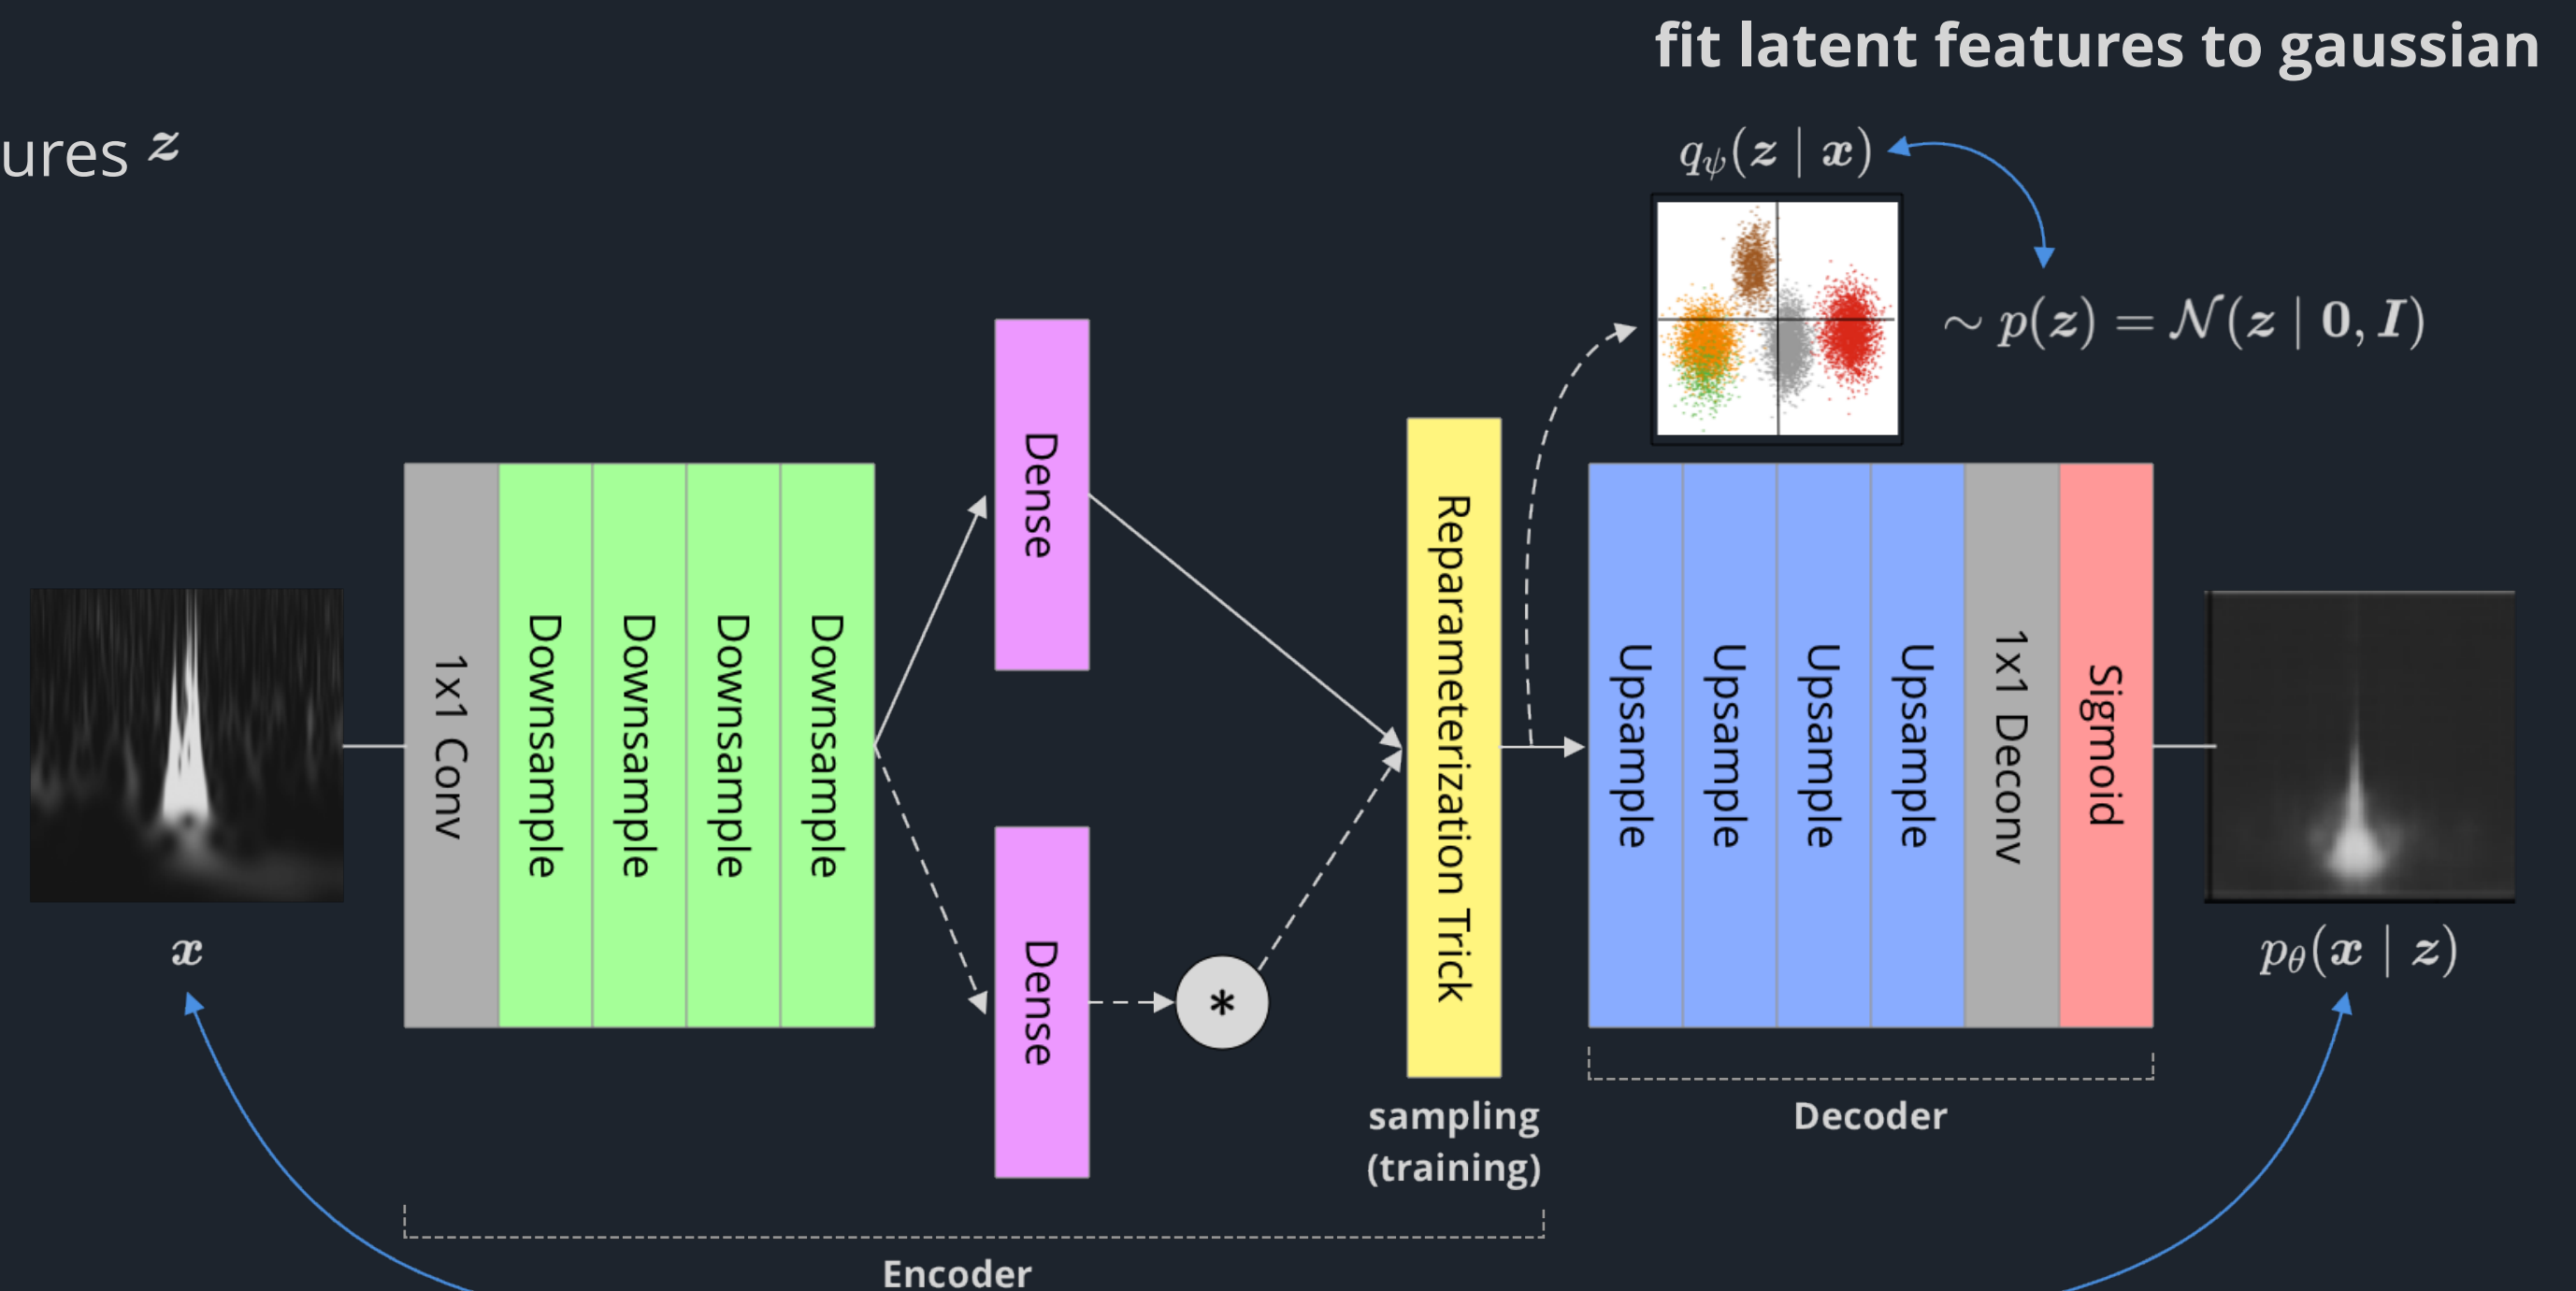 fit latent features to gaussian
ures z
qψ(z | x)
∼ p(z) = 𝒩(z | 0, I)
1x1 Conv
Downsample
Downsample
Downsample
Downsample
Dense
Dense
*
Reparameterization Trick
Upsample
Upsample
Upsample
Upsample
1x1 Deconv
Sigmoid
x
pθ(x | z)
sampling
(training)
Decoder
Encoder